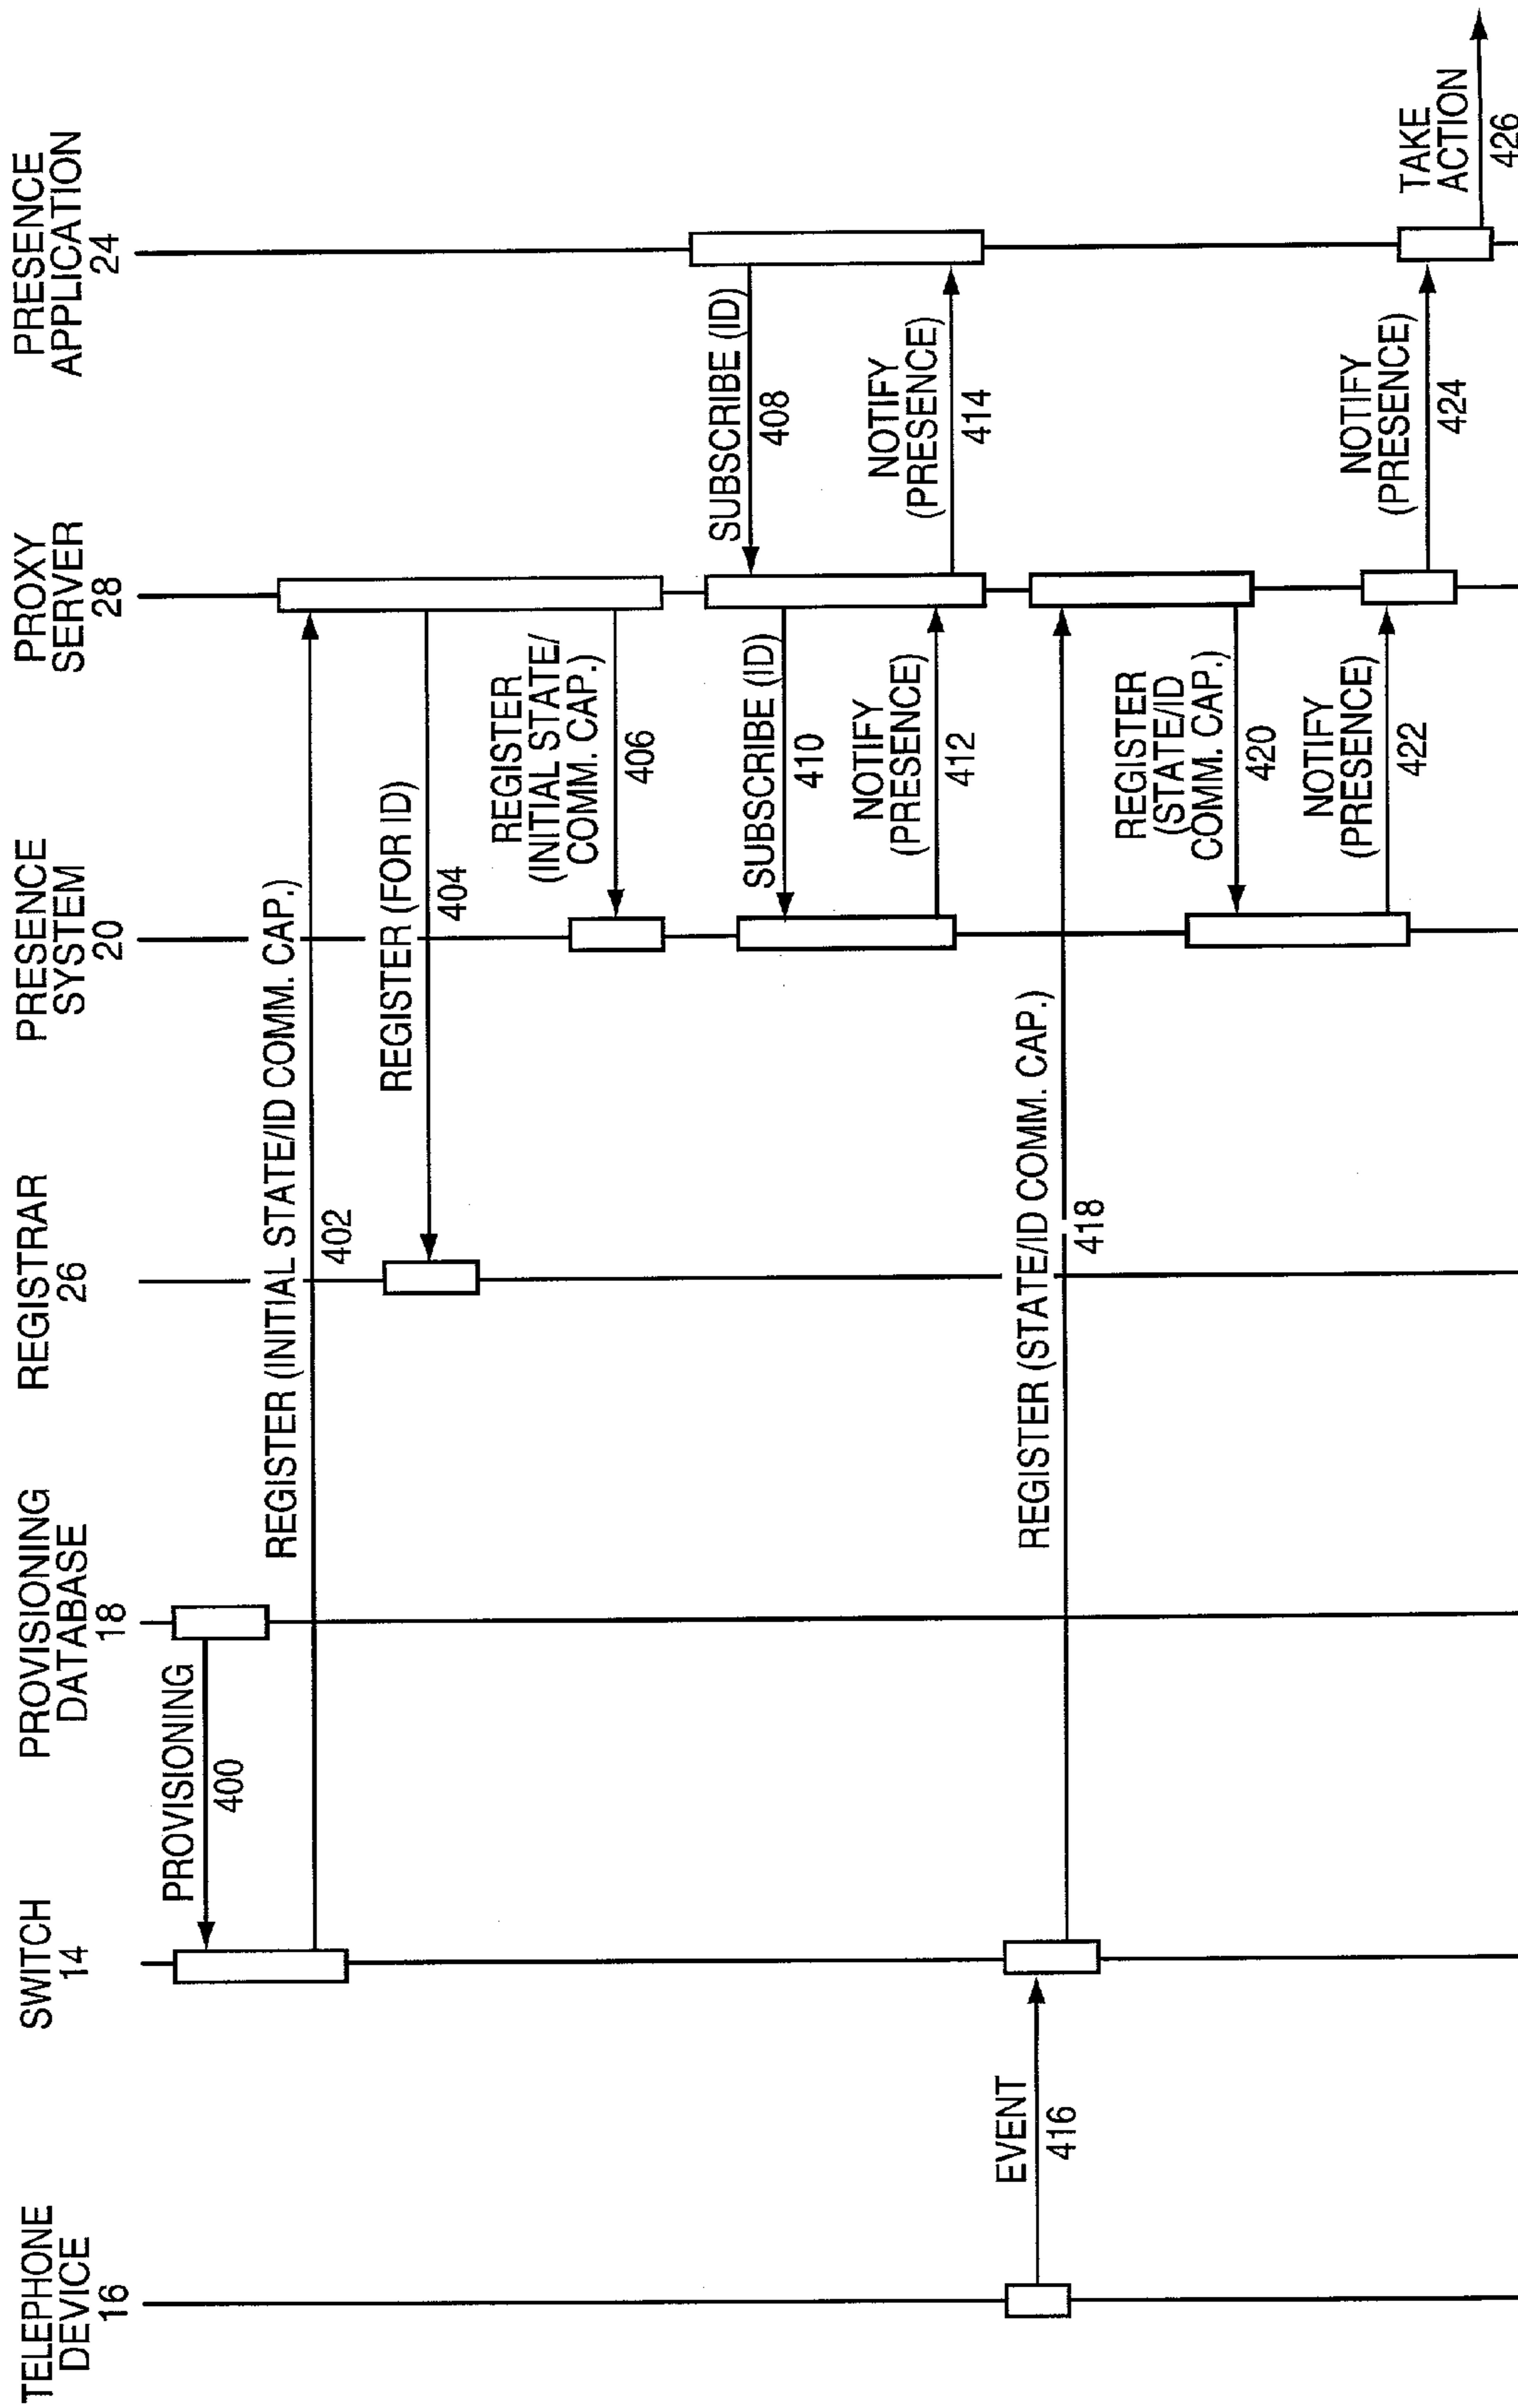 TELEPHONE
DEVICE
16
SWITCH
14
PROVISIONING
DATABASE
18
REGISTRAR
26
PRESENCE
SYSTEM
20
PROXY
SERVER
28
PRESENCE
APPLICATION
24
PROVISIONING
400
REGISTER (INITIAL STATE/ID COMM. CAP.)
402
REGISTER (FOR ID)
404
REGISTER
(INITIAL STATE/
COMM. CAP.)
406
SUBSCRIBE (ID)
408
SUBSCRIBE (ID)
410
NOTIFY
(PRESENCE)
412
NOTIFY
(PRESENCE)
414
EVENT
416
REGISTER (STATE/ID COMM. CAP.)
418
REGISTER
(STATE/ID
COMM. CAP.)
420
NOTIFY
(PRESENCE)
422
NOTIFY
(PRESENCE)
424
TAKE
ACTION
426